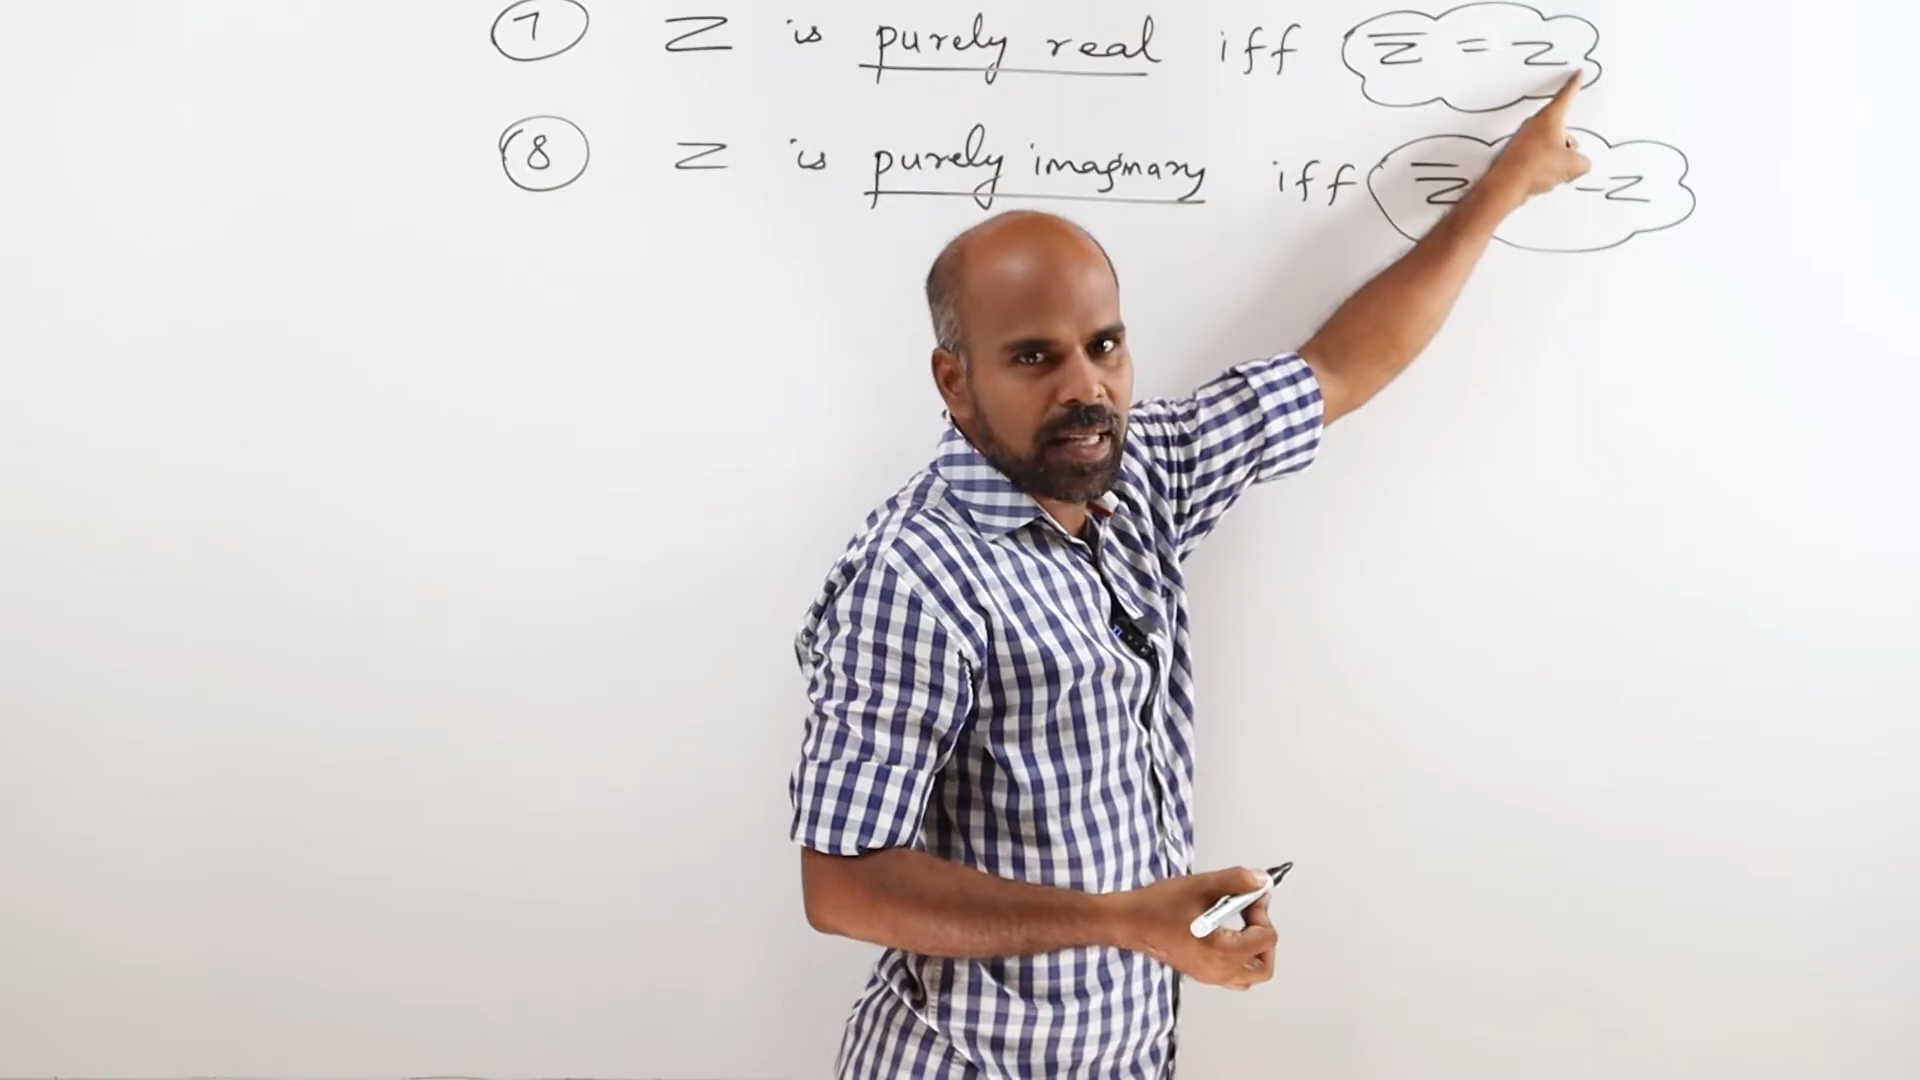 7 Z is purely real iff z̅ = z
8 Z is purely imaginary iff z̅ -z